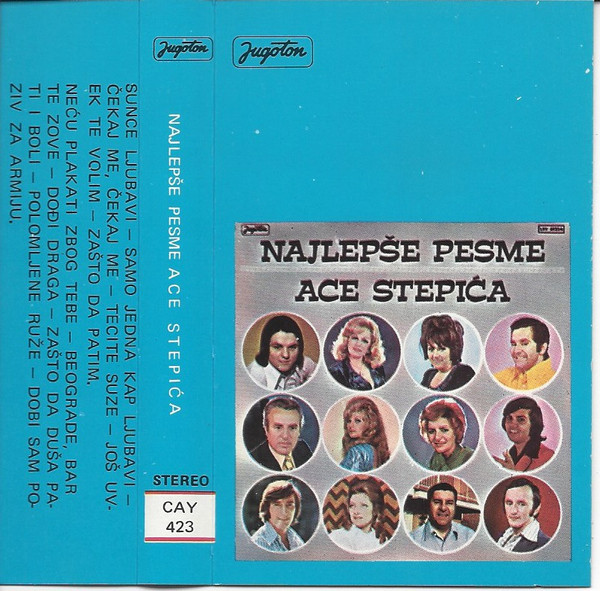 SUNCE LJUBAVI – SAMO JEDNA KAP LJUBAVI –
ČEKAJ ME, ČEKAJ ME – TECITE SUZE – JOŠ UV-
EK TE VOLIM – ZAŠTO DA PATIM,
NEĆU PLAKATI ZBOG TEBE – BEOGRADE, BAR
TE ZOVE – DOĐI DRAGA – ZAŠTO DA DUŠA PA-
TI I BOLI – POLOMLJENE RUŽE – DOBI SAM PO-
ZIV ZA ARMIJU,
Jugoton
NAJLEPŠE PESME ACE STEPIĆA
STEREO
CAY
423
Jugoton
Jugoton
NAJLEPŠE PESME
ACE STEPIĆA